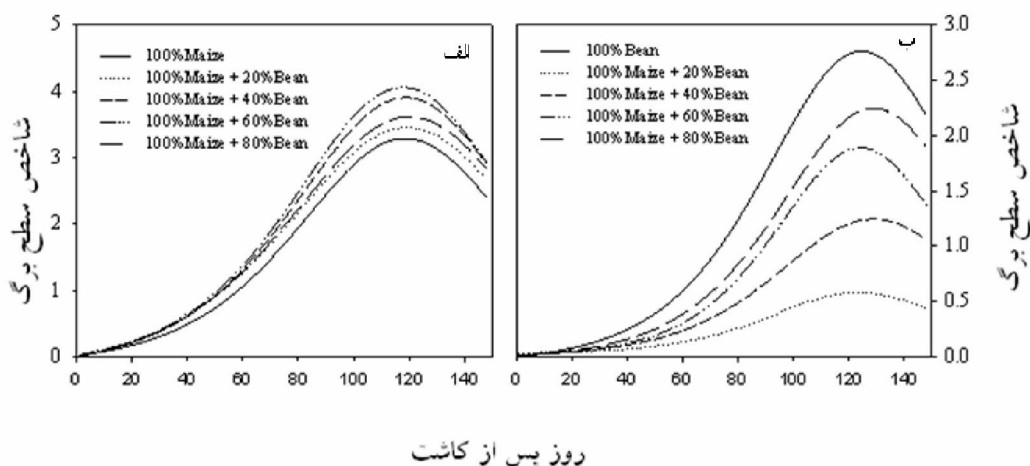 الف
100%Maize
100%Maize + 20%Bean
100%Maize + 40%Bean
100%Maize + 60%Bean
100%Maize + 80%Bean
شاخص سطح برگ
5
4
3
2
1
0
0 20 40 60 80 100 120 140
ب
100%Bean
100%Maize + 20%Bean
100%Maize + 40%Bean
100%Maize + 60%Bean
100%Maize + 80%Bean
شاخص سطح برگ
3.0
2.5
2.0
1.5
1.0
0.5
0.0
0 20 40 60 80 100 120 140
روز پس از کاشت